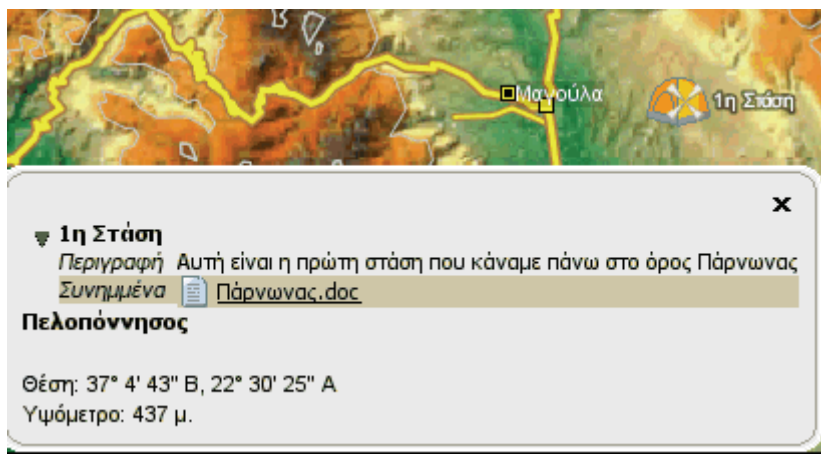 Μαγούλα
1η Στάση
x
1η Στάση
Περιγραφή Αυτή είναι η πρώτη στάση που κάναμε πάνω στο όρος Πάρνωνας
Συνημμένα Πάρνωνας.doc
Πελοπόννησος
Θέση: 37° 4' 43" Β, 22° 30' 25" Α
Υψόμετρο: 437 μ.